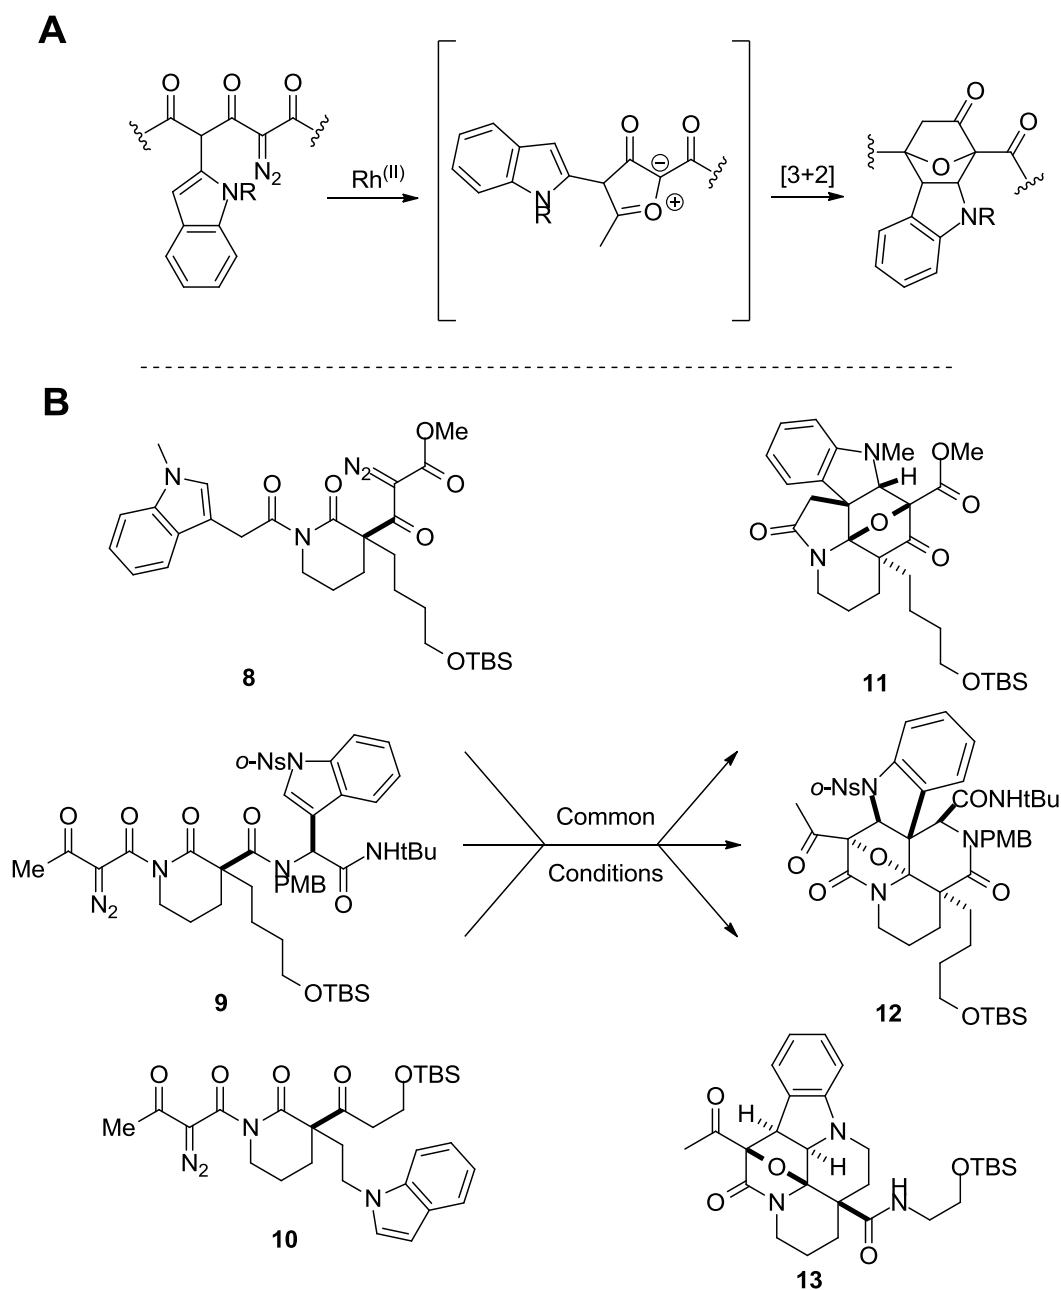 A
O O O
N2
NR
Rh(II)
O O
⊖
O ⊕
N
R
[3+2]
O
O
O
NR
B
OMe
N2
O O
O
N
N
O
OTBS
8
NMe
H
OMe
O
O
O
N
O
OTBS
11
o-NsN
O O O O
Me
N2
N
N
PMB
NHtBu
O
OTBS
9
Common
Conditions
o-NsN
CONHtBu
NPMB
O
O
O
N
O
OTBS
12
O O O O
OTBS
Me
N2
N
N
10
O
H
N
O
H
O
N
H
N
OTBS
O
13